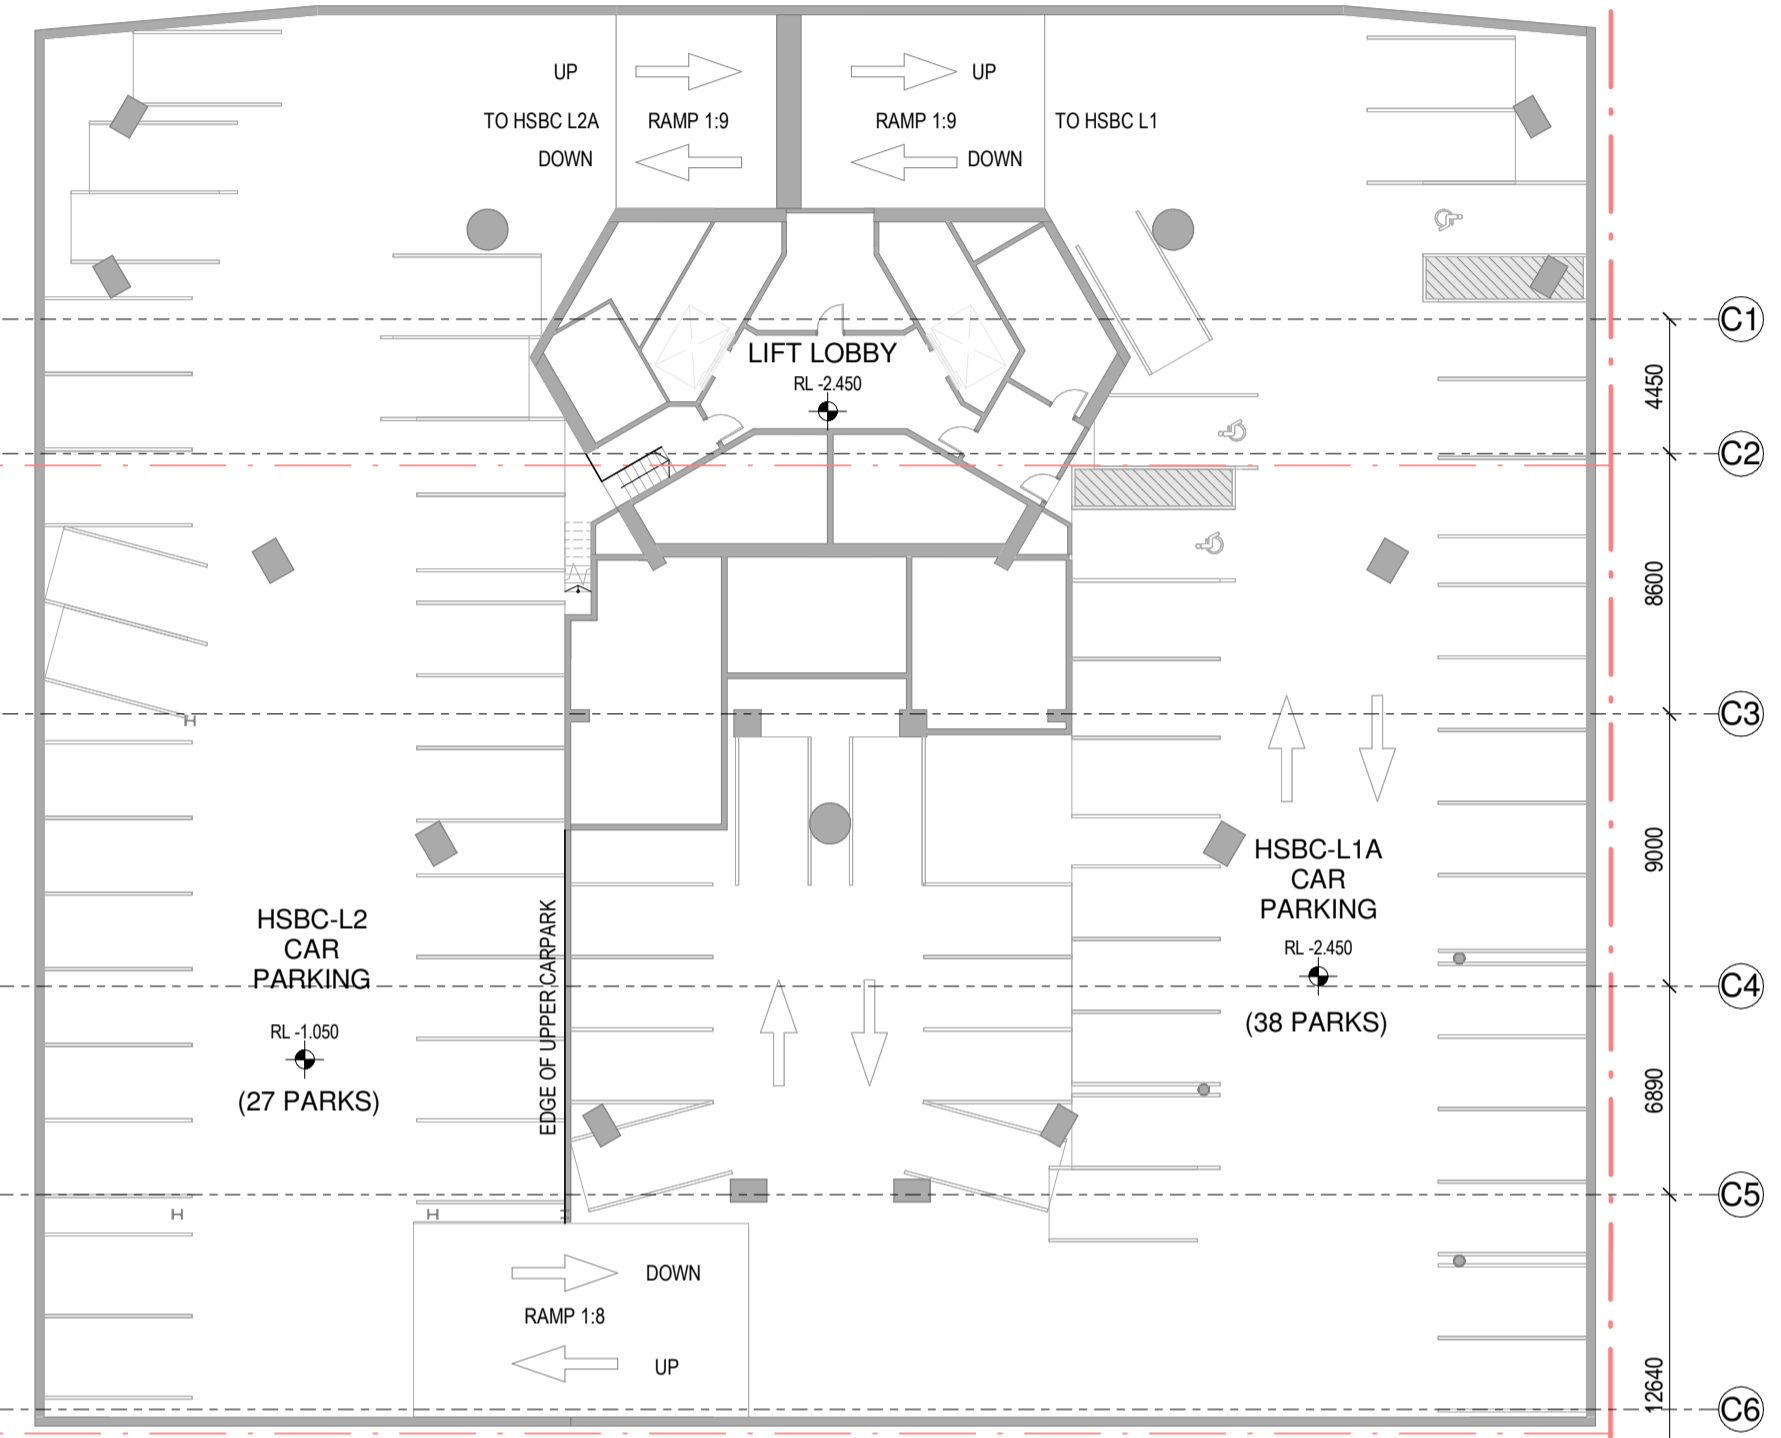 UP
UP
TO HSBC L2A
RAMP 1:9
RAMP 1:9
TO HSBC L1
DOWN
DOWN
C1
LIFT LOBBY
RL -2.450
4450
C2
8600
C3
9000
HSBC-L1A
CAR
PARKING
RL -2.450
(38 PARKS)
HSBC-L2
CAR
PARKING
RL -1.050
(27 PARKS)
EDGE OF UPPER CARPARK
C4
6890
C5
DOWN
RAMP 1:8
UP
12640
C6